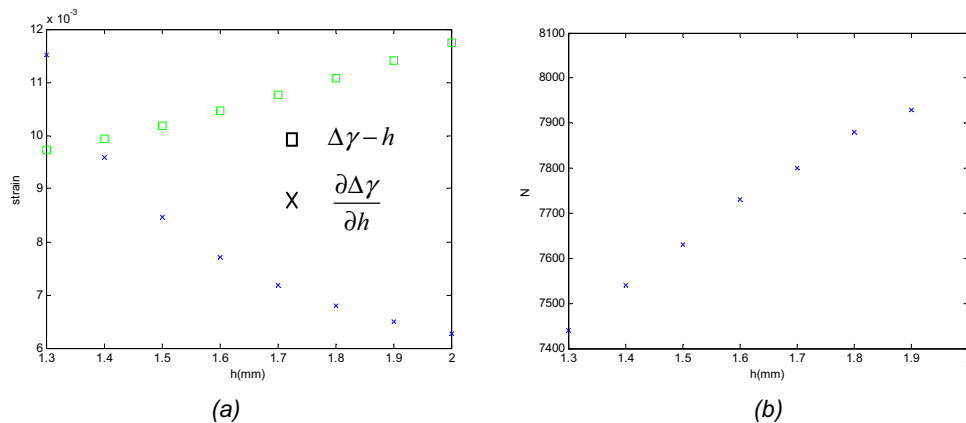 x 10⁻³
12
11
10
9
8
7
6
strain
1.3 1.4 1.5 1.6 1.7 1.8 1.9 2
h(mm)
Δγ − h
∂Δγ
∂h
(a)
8100
8000
7900
7800
7700
7600
7500
7400
N
1.3 1.4 1.5 1.6 1.7 1.8 1.9 2
h(mm)
(b)